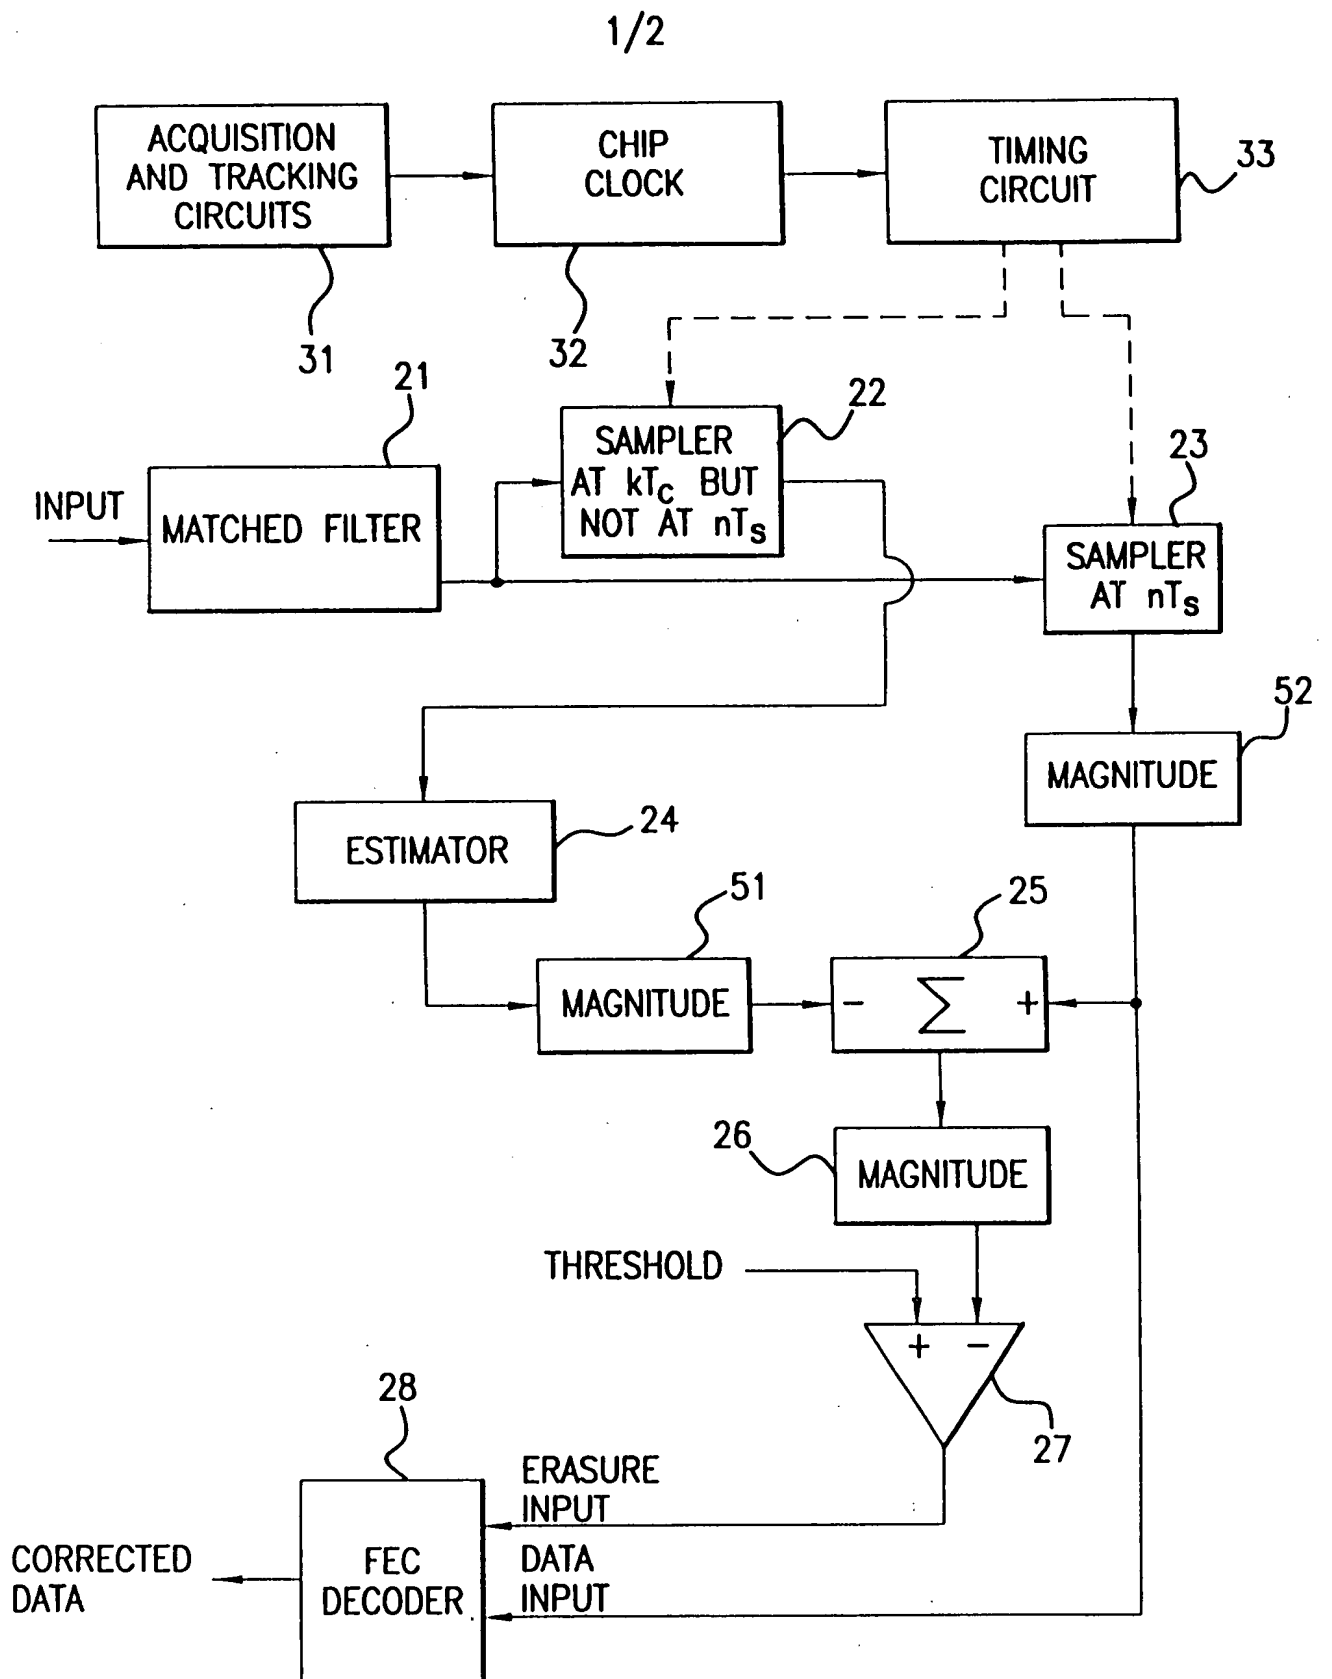 1/2
ACQUISITION
AND TRACKING
CIRCUITS
CHIP
CLOCK
TIMING
CIRCUIT
33
31
32
21
22
23
INPUT
MATCHED FILTER
SAMPLER
AT kTc BUT
NOT AT nTs
SAMPLER
AT nTs
52
MAGNITUDE
ESTIMATOR
24
51
25
MAGNITUDE
- Σ +
26
MAGNITUDE
THRESHOLD
+ -
27
28
ERASURE
INPUT
CORRECTED
DATA
FEC
DECODER
DATA
INPUT